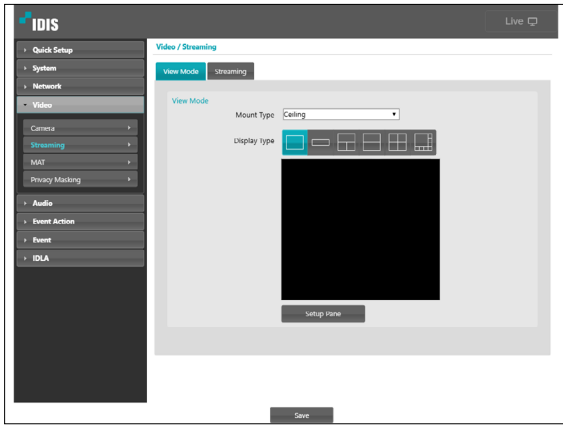 IDIS
Live
Quick Setup
System
Network
Video
Camera
Streaming
MAT
Privacy Masking
Audio
Event Action
Event
IDLA
Video / Streaming
View Mode
Streaming
View Mode
Mount Type
Ceiling
Display Type
Setup Pane
Save